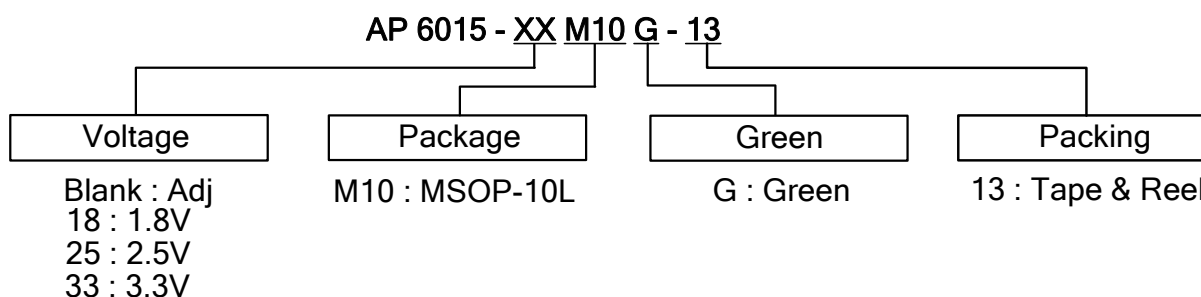 AP 6015 - XX M10 G - 13
Voltage
Package
Green
Packing
Blank : Adj
18 : 1.8V
25 : 2.5V
33 : 3.3V
M10 : MSOP-10L
G : Green
13 : Tape & Reel